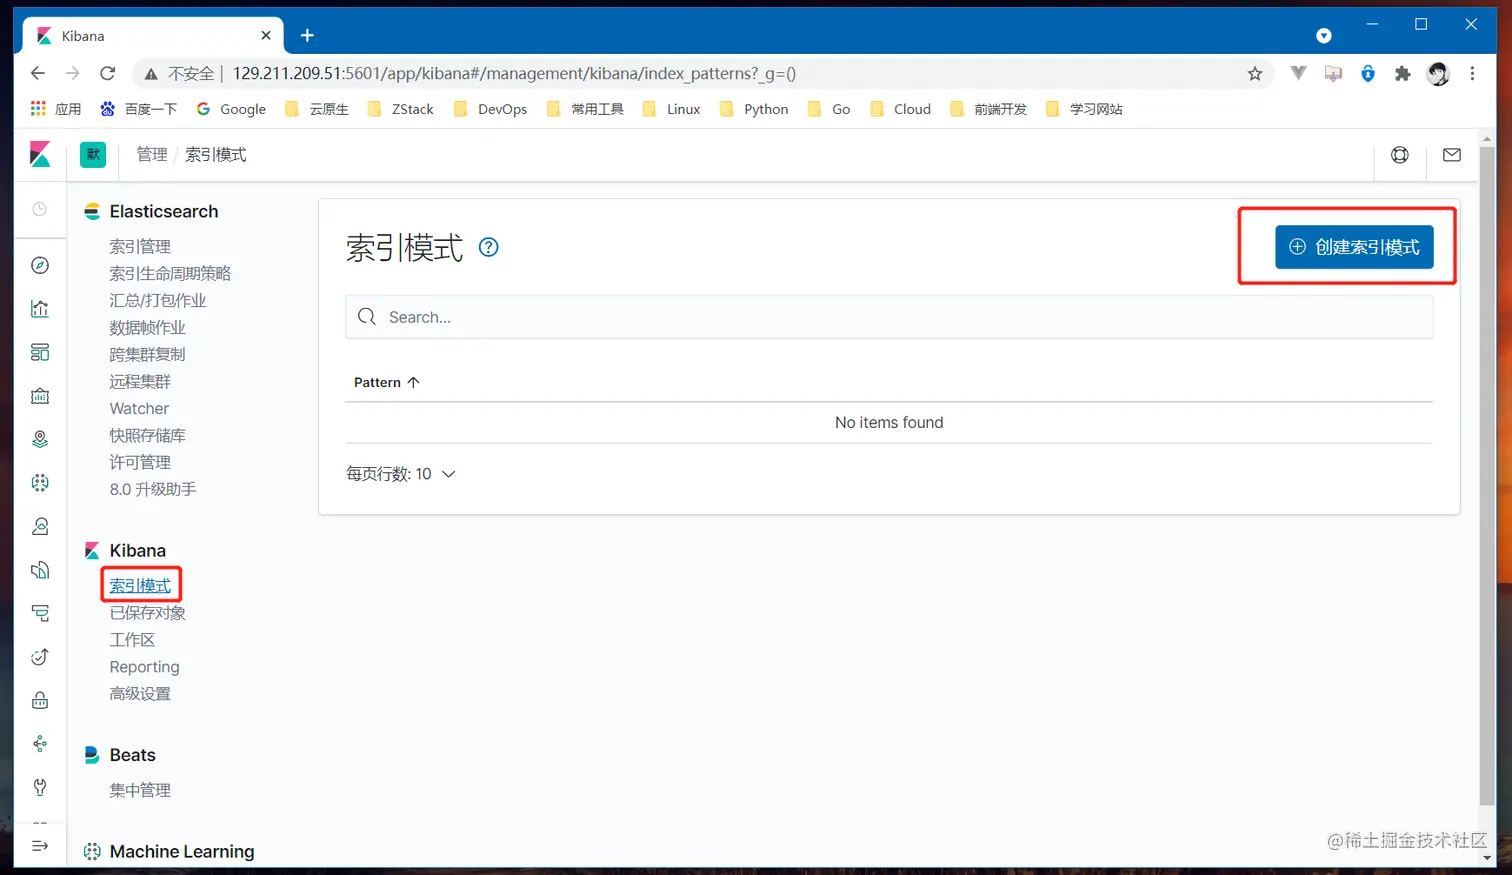 Kibana
不安全 | 129.211.209.51:5601/app/kibana#/management/kibana/index_patterns?_g=()
应用 百度一下 Google 云原生 ZStack DevOps 常用工具 Linux Python Go Cloud 前端开发 学习网站
默 管理 / 索引模式
Elasticsearch
索引管理
索引生命周期策略
汇总/打包作业
数据帧作业
跨集群复制
远程集群
Watcher
快照存储库
许可管理
8.0 升级助手
Kibana
索引模式
已保存对象
工作区
Reporting
高级设置
Beats
集中管理
Machine Learning
索引模式
创建索引模式
Search...
Pattern
No items found
每页行数: 10
@稀土掘金技术社区